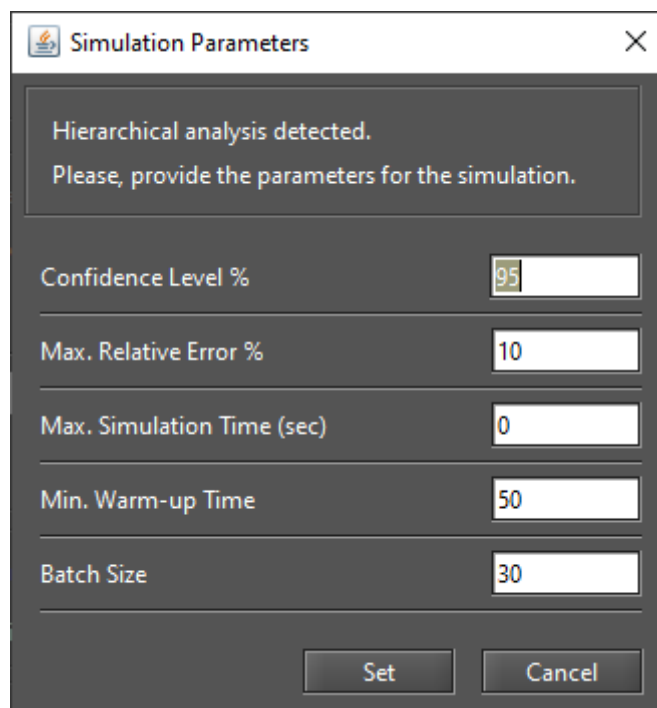 Simulation Parameters
Hierarchical analysis detected.
Please, provide the parameters for the simulation.
Confidence Level % 95
Max. Relative Error % 10
Max. Simulation Time (sec) 0
Min. Warm-up Time 50
Batch Size 30
Set Cancel